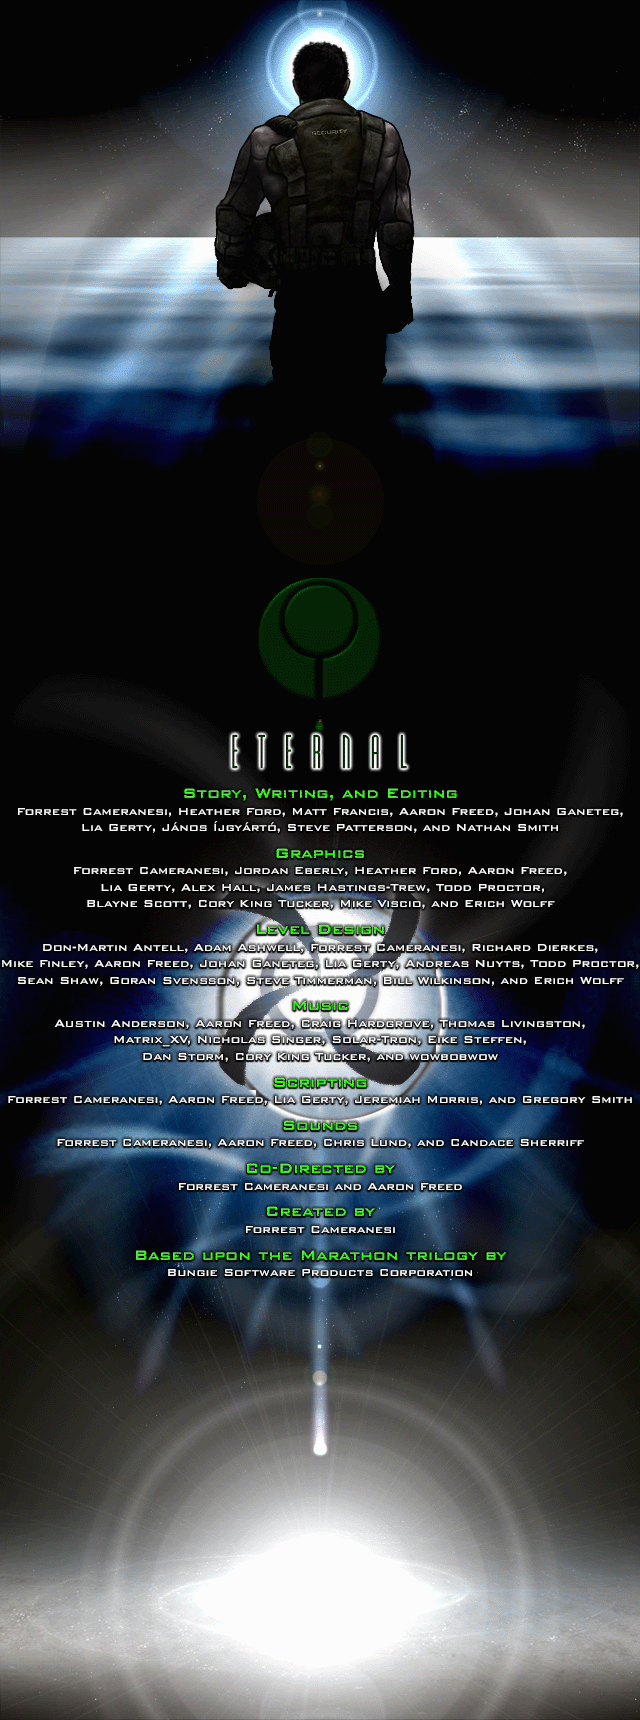 SECURITY
ETERNAL
Story, Writing, and Editing
Forrest Cameranesi, Heather Ford, Matt Francis, Aaron Freed, Johan Ganeteg,
Lia Gerty, János Íjgyártó, Steve Patterson, and Nathan Smith
Graphics
Forrest Cameranesi, Jordan Eberly, Heather Ford, Aaron Freed,
Lia Gerty, Alex Hall, James Hastings-Trew, Todd Proctor,
Blayne Scott, Cory King Tucker, Mike Viscio, and Erich Wolff
Level Design
Don-Martin Antell, Adam Ashwell, Forrest Cameranesi, Richard Dierkes,
Mike Finley, Aaron Freed, Johan Ganeteg, Lia Gerty, Andreas Nuyts, Todd Proctor,
Sean Shaw, Goran Svensson, Steve Timmerman, Bill Wilkinson, and Erich Wolff
Music
Austin Anderson, Aaron Freed, Craig Hardgrove, Thomas Livingston,
Matrix_XV, Nicholas Singer, Solar-Tron, Eike Steffen,
Dan Storm, Cory King Tucker, and wowbobwow
Scripting
Forrest Cameranesi, Aaron Freed, Lia Gerty, Jeremiah Morris, and Gregory Smith
Sounds
Forrest Cameranesi, Aaron Freed, Chris Lund, and Candace Sherriff
Co-Directed by
Forrest Cameranesi and Aaron Freed
Created by
Forrest Cameranesi
Based upon the Marathon trilogy by
Bungie Software Products Corporation